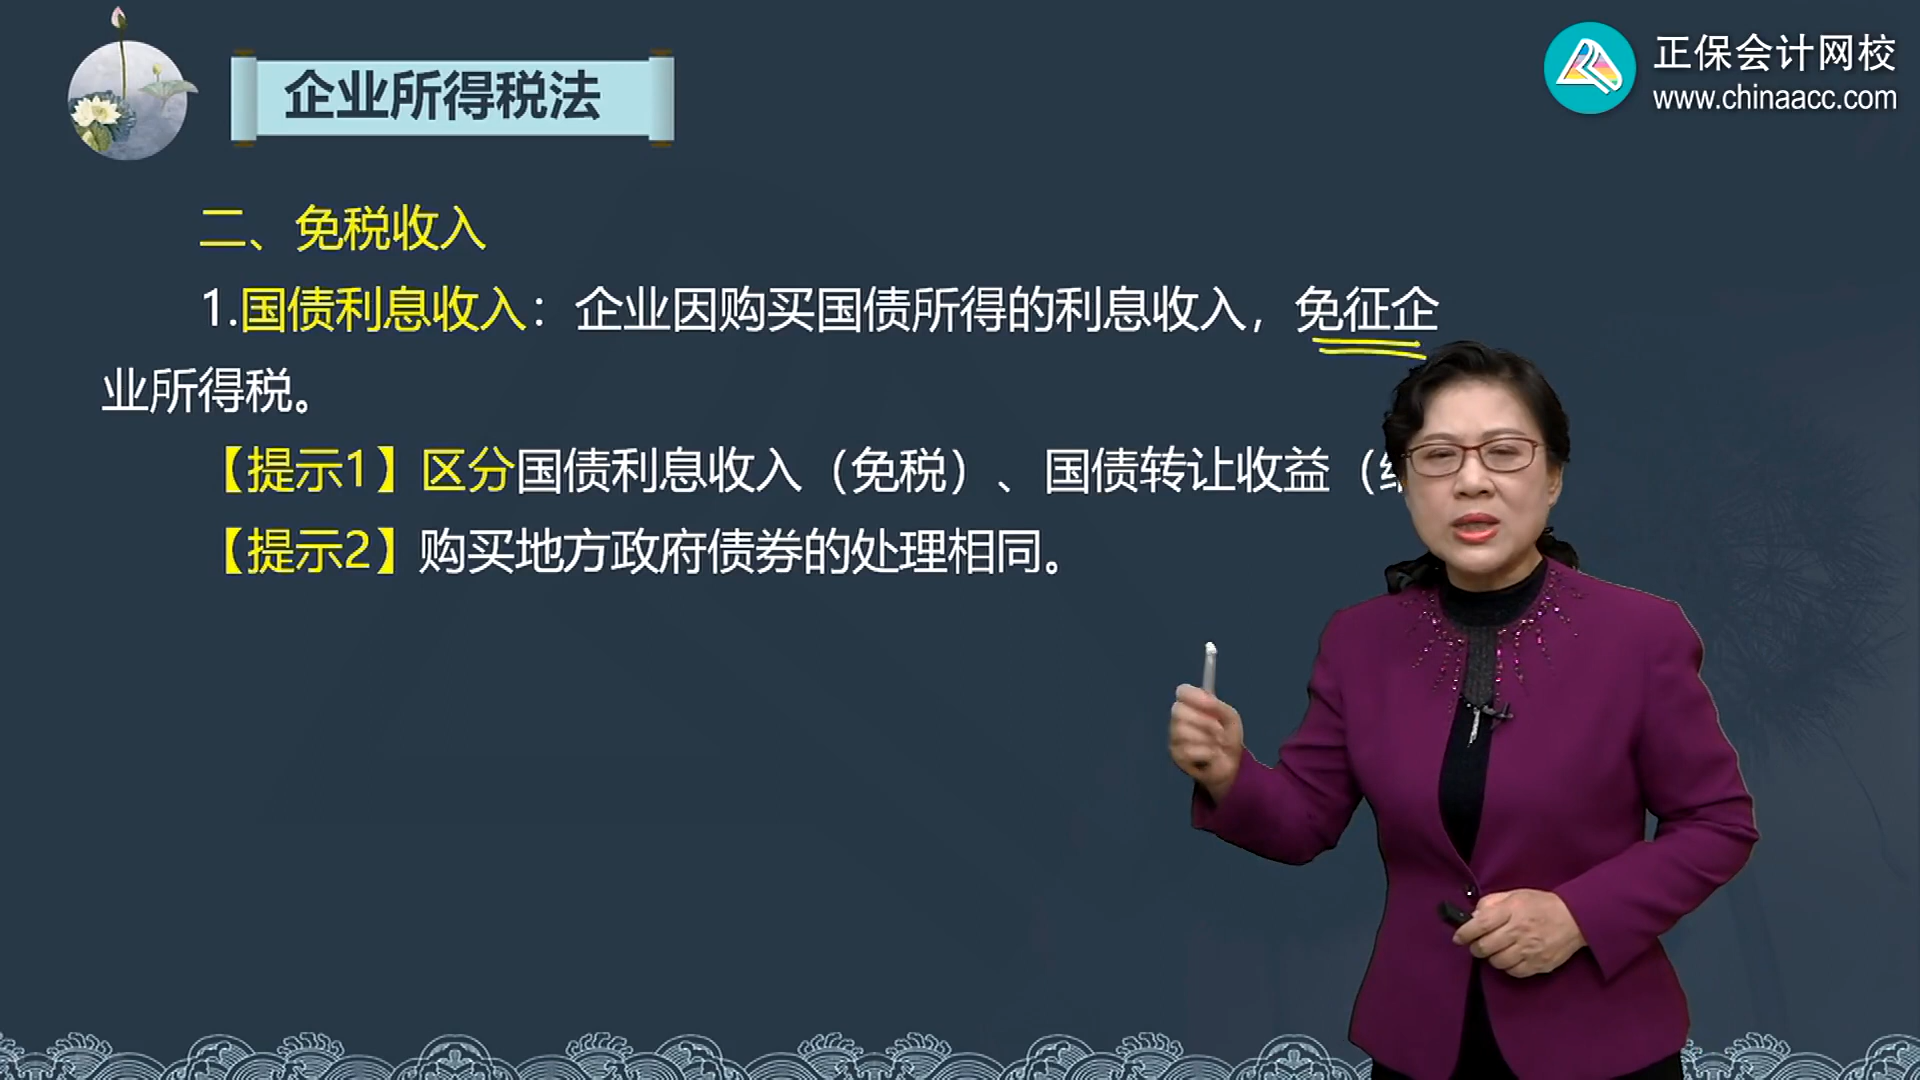 企业所得税法
正保会计网校
www.chinaacc.com
二、免税收入
1.国债利息收入：企业因购买国债所得的利息收入，免征企
业所得税。
【提示1】区分国债利息收入（免税）、国债转让收益（
【提示2】购买地方政府债券的处理相同。